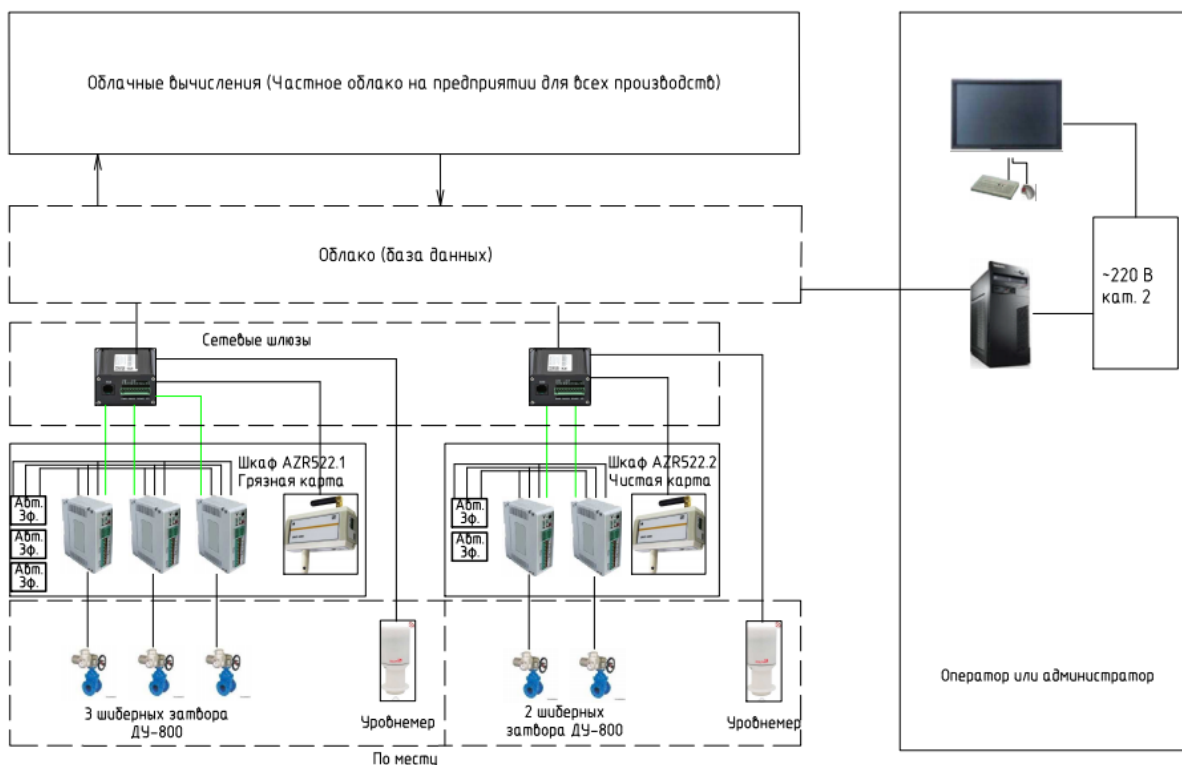 Облачные вычисления (Частное облако на предприятии для всех производств)
Облако (база данных)
~220 В
кат. 2
Сетевые шлюзы
Шкаф AZR522.1
Грязная карта
Авт.
3ф.
Авт.
3ф.
Авт.
3ф.
Шкаф AZR522.2
Чистая карта
Авт.
3ф.
Авт.
3ф.
3 шиберных затвора
ДУ-800
Уровнемер
2 шиберных
затвора ДУ-800
Уровнемер
По месту
Оператор или администратор